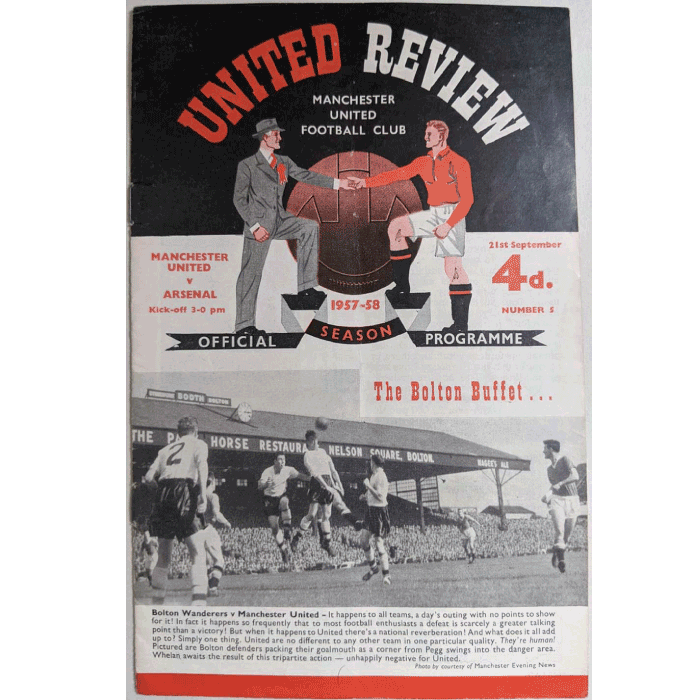 UNITED REVIEW
MANCHESTER
UNITED
FOOTBALL CLUB
MANCHESTER
UNITED
v
ARSENAL
Kick-off 3-0 pm
21st September
4d.
NUMBER 5
1957-58
OFFICIAL SEASON PROGRAMME
The Bolton Buffet...
BOOTH BOLTON
HORSE RESTAURA NELSON SQUARE, BOLTON.
MAGEE'S ALE
2
Bolton Wanderers v Manchester United – It happens to all teams, a day's outing with no points to show
for it! In fact it happens so frequently that to most football enthusiasts a defeat is scarcely a greater talking
point than a victory! But when it happens to United there's a national reverberation! And what does it all add
up to? Simply one thing. United are no different to any other team in one particular quality. They're human!
Pictured are Bolton defenders packing their goalmouth as a corner from Pegg swings into the danger area.
Whelan awaits the result of this tripartite action — unhappily negative for United.
Photo by courtesy of Manchester Evening News